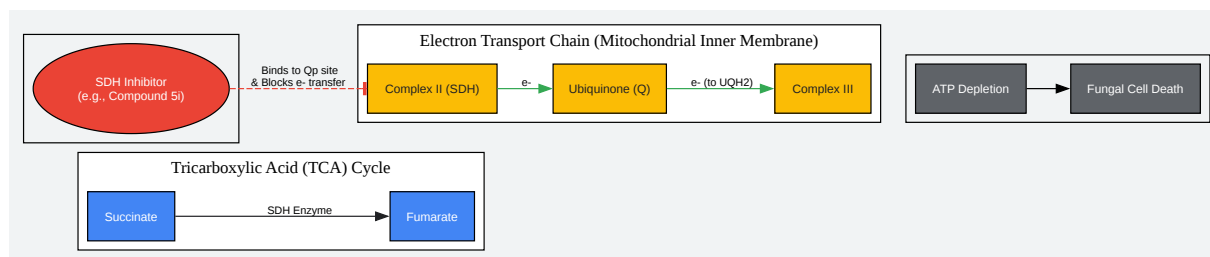 Electron Transport Chain (Mitochondrial Inner Membrane)
SDH Inhibitor
(e.g., Compound 5i)
Binds to Qp site
& Blocks e- transfer
Complex II (SDH)
e-
Ubiquinone (Q)
e- (to UQH2)
Complex III
ATP Depletion
Fungal Cell Death
Tricarboxylic Acid (TCA) Cycle
Succinate
SDH Enzyme
Fumarate